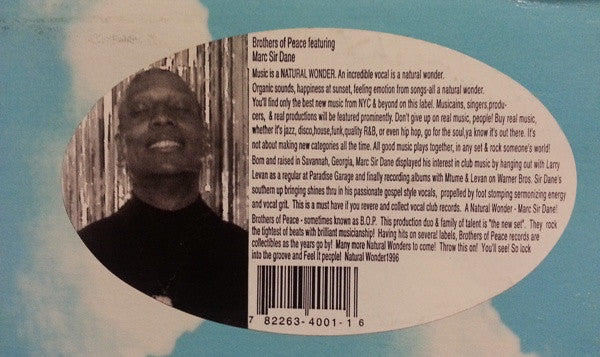 Brothers of Peace featuring
Marc Sir Dane
Music is a NATURAL WONDER. An incredible vocal is a natural wonder.
Organic sounds, happiness at sunset, feeling emotion from songs-all a natural wonder.
You'll find only the best new music from NYC & beyond on this label. Musicains, singers,produ-
cers, & real productions will be featured prominently. Don't give up on real music, people! Buy real music,
whether it's jazz, disco,house,funk,quality R&B, or even hip hop, go for the soul,ya know it's out there. It's
not about making new categories all the time. All good music plays together, in any set & rock someone's world!
Born and raised in Savannah, Georgia, Marc Sir Dane displayed his interest in club music by hanging out with Larry
Levan as a regular at Paradise Garage and finally recording albums with Mtume & Levan on Warner Bros. Sir Dane's
southern up bringing shines thru in his passionate gospel style vocals, propelled by foot stomping sermonizing energy
and vocal grit. This is a must have if you revere and collect vocal club records. A Natural Wonder - Marc Sir Dane!
Brothers of Peace - sometimes known as B.O.P. This production duo & family of talent is "the new set". They rock
the tightest of beats with brilliant musicianship! Having hits on several labels, Brothers of Peace records are
collectibles as the years go by! Many more Natural Wonders to come! Throw this on! You'll see! So lock
into the groove and Feel It people! Natural Wonder1996
7 82263-4001-1 6